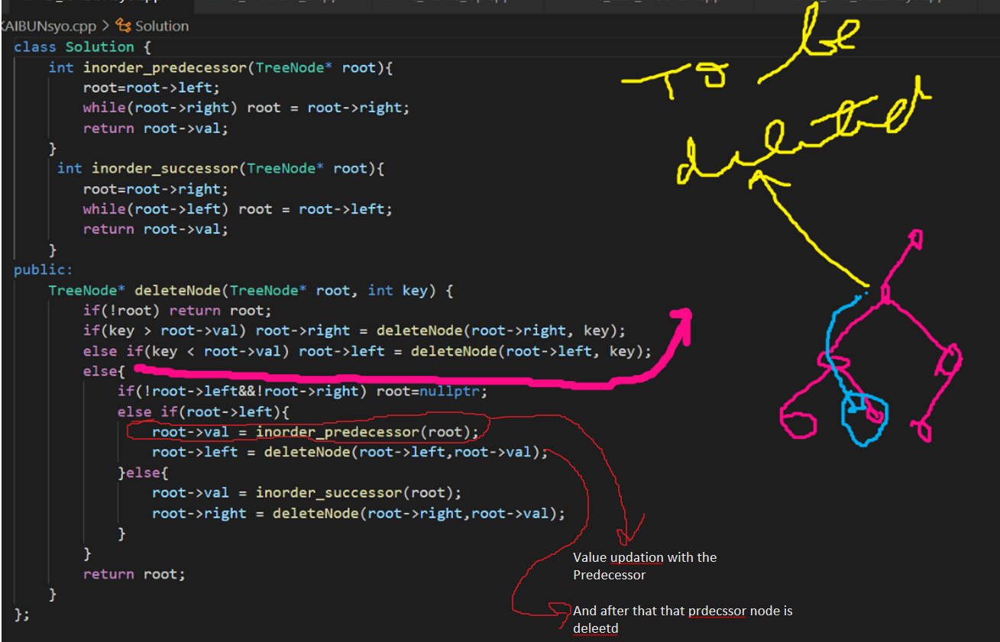 KAIBUNsyo.cpp > Solution
class Solution {
int inorder_predecessor(TreeNode* root){
root=root->left;
while(root->right) root = root->right;
return root->val;
}
int inorder_successor(TreeNode* root){
root=root->right;
while(root->left) root = root->left;
return root->val;
}
public:
TreeNode* deleteNode(TreeNode* root, int key) {
if(!root) return root;
if(key > root->val) root->right = deleteNode(root->right, key);
else if(key < root->val) root->left = deleteNode(root->left, key);
else{
if(!root->left&&!root->right) root=nullptr;
else if(root->left){
root->val = inorder_predecessor(root);
root->left = deleteNode(root->left,root->val);
}else{
root->val = inorder_successor(root);
root->right = deleteNode(root->right,root->val);
}
}
return root;
}
};
To be
deleted
Value updation with the
Predecessor
And after that that prdecssor node is
deleetd